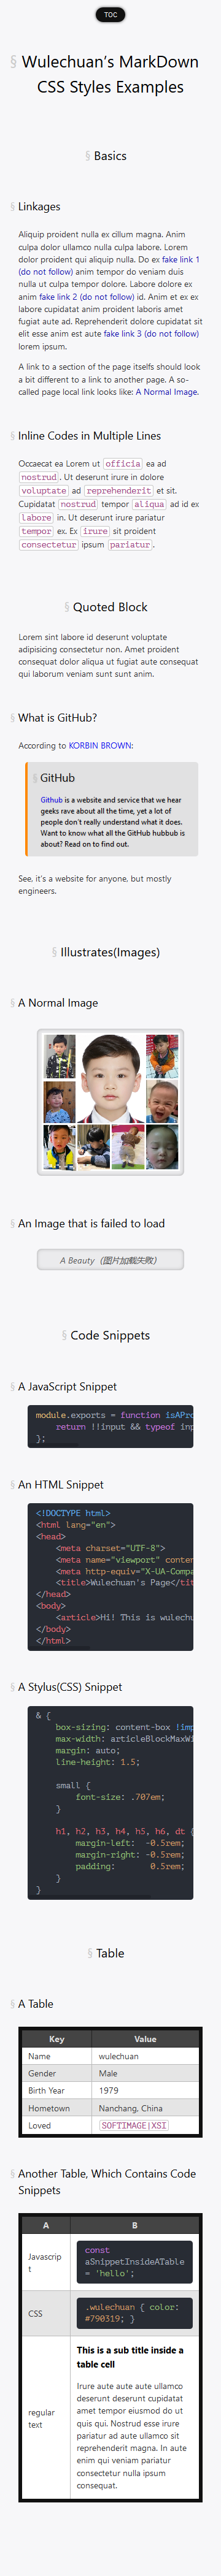 TOC
§ Wulechuan's MarkDown
CSS Styles Examples
§ Basics
§ Linkages
Aliquip proident nulla ex cillum magna. Anim
culpa dolor ullamco nulla culpa labore. Lorem
dolor proident qui aliquip nulla. Do ex fake link 1
(do not follow) anim tempor do veniam duis
nulla ut culpa tempor dolore. Labore dolore ex
anim fake link 2 (do not follow) id. Anim et ex ex
labore cupidatat anim proident laboris amet
fugiat aute ad. Reprehenderit dolore cupidatat sit
elit esse anim est aute fake link 3 (do not follow)
lorem ipsum.
A link to a section of the page itselfs should look
a bit different to a link to another page. A so-
called page local link looks like: A Normal Image.
§ Inline Codes in Multiple Lines
Occaecat ea Lorem ut officia ea ad
nostrud. Ut deserunt irure in dolore
voluptate ad reprehenderit et sit.
Cupidatat nostrud tempor aliqua ad id ex
labore in. Ut deserunt irure pariatur
tempor ex. Ex irure sit proident
consectetur ipsum pariatur.
§ Quoted Block
Lorem sint labore id deserunt voluptate
adipisicing consectetur non. Amet proident
consequat dolor aliqua ut fugiat aute consequat
qui laborum veniam sunt sunt anim.
§ What is GitHub?
According to KORBIN BROWN:
§ GitHub
Github is a website and service that we hear
geeks rave about all the time, yet a lot of
people don't really understand what it does.
Want to know what all the GitHub hubbub is
about? Read on to find out.
See, it's a website for anyone, but mostly
engineers.
§ Illustrates(Images)
§ A Normal Image
§ An Image that is failed to load
A Beauty（图片加载失败）
§ Code Snippets
§ A JavaScript Snippet
module.exports = function isAPro
return !!input && typeof inp
};
§ An HTML Snippet
<!DOCTYPE html>
<html lang="en">
<head>
<meta charset="UTF-8">
<meta name="viewport" conten
<meta http-equiv="X-UA-Compa
<title>Wulechuan's Page</tit
</head>
<body>
<article>Hi! This is wulechu
</body>
</html>
§ A Stylus(CSS) Snippet
& {
box-sizing: content-box !imp
max-width: articleBlockMaxWi
margin: auto;
line-height: 1.5;
small {
font-size: .707em;
}
h1, h2, h3, h4, h5, h6, dt {
margin-left: -0.5rem;
margin-right: -0.5rem;
padding: 0.5rem;
}
}
§ Table
§ A Table
Key Value
Name wulechuan
Gender Male
Birth Year 1979
Hometown Nanchang, China
Loved SOFTIMAGE|XSI
§ Another Table, Which Contains Code
Snippets
A B
Javascrip
t
const
aSnippetInsideATable
= 'hello';
CSS
.wulechuan { color:
#790319; }
regular
text
This is a sub title inside a
table cell
Irure aute aute aute ullamco
deserunt deserunt cupidatat
amet tempor eiusmod do ut
quis qui. Nostrud esse irure
pariatur ad aute ullamco sit
reprehenderit magna. In aute
enim qui veniam pariatur
consectetur nulla ipsum
consequat.